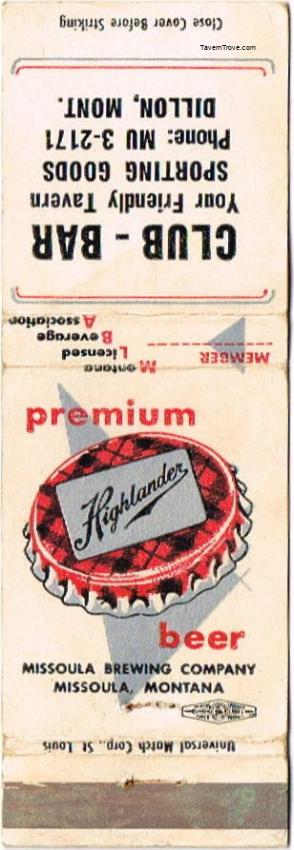 TavernTrove.com
Close Cover Before Striking
CLUB - BAR
Your Friendly Tavern
SPORTING GOODS
Phone: MU 3-2171
DILLON, MONT.
MEMBER
Montana
Licensed
Beverage
Association
premium
Highlander
beer
MISSOULA BREWING COMPANY
MISSOULA, MONTANA
Universal Match Corp., St. Louis